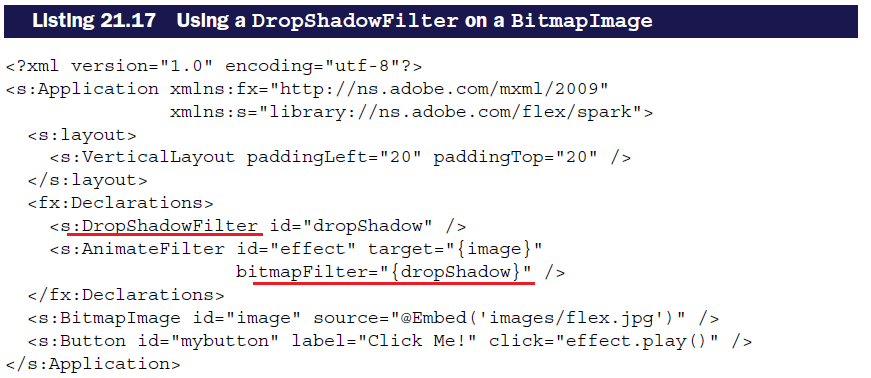 Listing 21.17 Using a DropShadowFilter on a BitmapImage
<?xml version="1.0" encoding="utf-8"?>
<s:Application xmlns:fx="http://ns.adobe.com/mxml/2009"
xmlns:s="library://ns.adobe.com/flex/spark">
<s:layout>
<s:VerticalLayout paddingLeft="20" paddingTop="20" />
</s:layout>
<fx:Declarations>
<s:DropShadowFilter id="dropShadow" />
<s:AnimateFilter id="effect" target="{image}"
bitmapFilter="{dropShadow}" />
</fx:Declarations>
<s:BitmapImage id="image" source="@Embed('images/flex.jpg')" />
<s:Button id="mybutton" label="Click Me!" click="effect.play()" />
</s:Application>